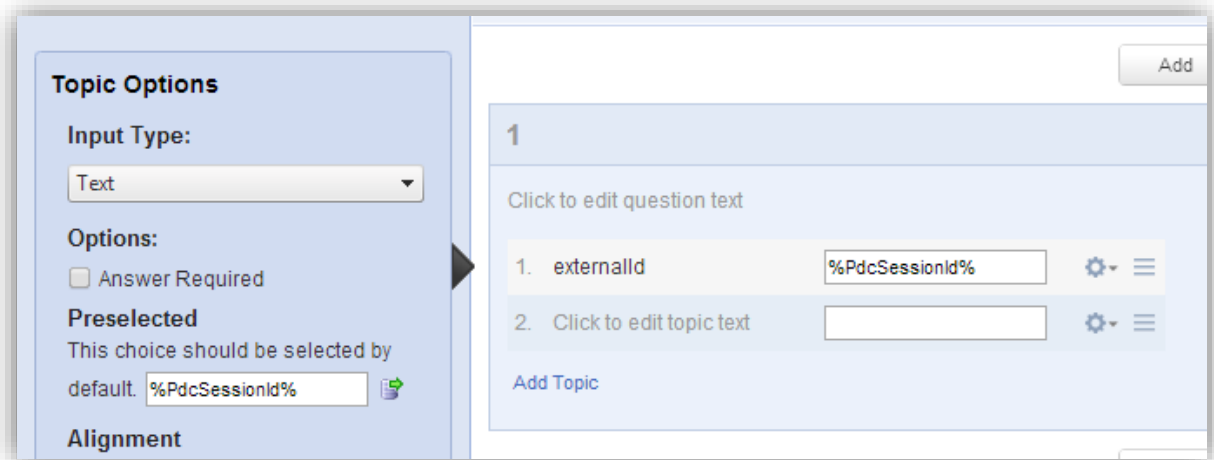 Topic Options
Input Type:
Text
Options:
Answer Required
Preselected
This choice should be selected by
default. %PdcSessionId%
Alignment
Add
1
Click to edit question text
1. externalId %PdcSessionId%
2. Click to edit topic text
Add Topic